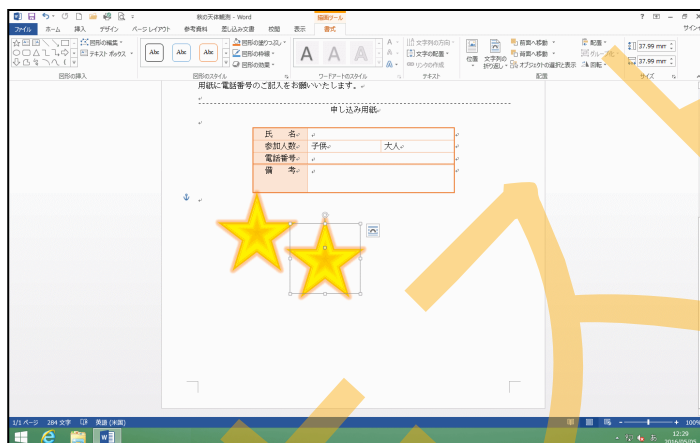 秋の天体観測 - Word
描画ツール
ファイル ホーム 挿入 デザイン ページレイアウト 参考資料 差し込み文書 校閲 表示 書式
サイン
図形の編集
テキスト ボックス
Abc Abc Abc
図形の塗りつぶし
図形の枠線
図形の効果
A A A
文字列の方向
文字の配置
リンクの作成
位置
文字列の折り返し
前面へ移動
背面へ移動
オブジェクトの選択と表示
配置
グループ化
回転
37.99 mm
37.99 mm
図形の挿入 図形のスタイル ワードアートのスタイル テキスト 配置 サイズ
用紙に電話番号のご記入をお願いいたします。
申し込み用紙
氏 名
参加人数 子供 大人
電話番号
備 考
1/1 ページ 284 文字 英語 (米国)
100%
12:29
2016/05/05